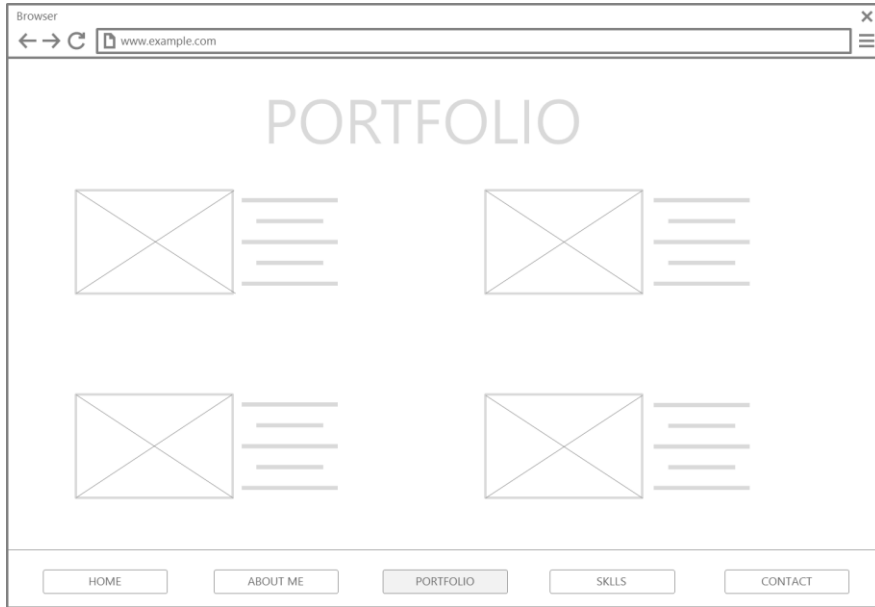 Browser
www.example.com
PORTFOLIO
HOME
ABOUT ME
PORTFOLIO
SKLLS
CONTACT